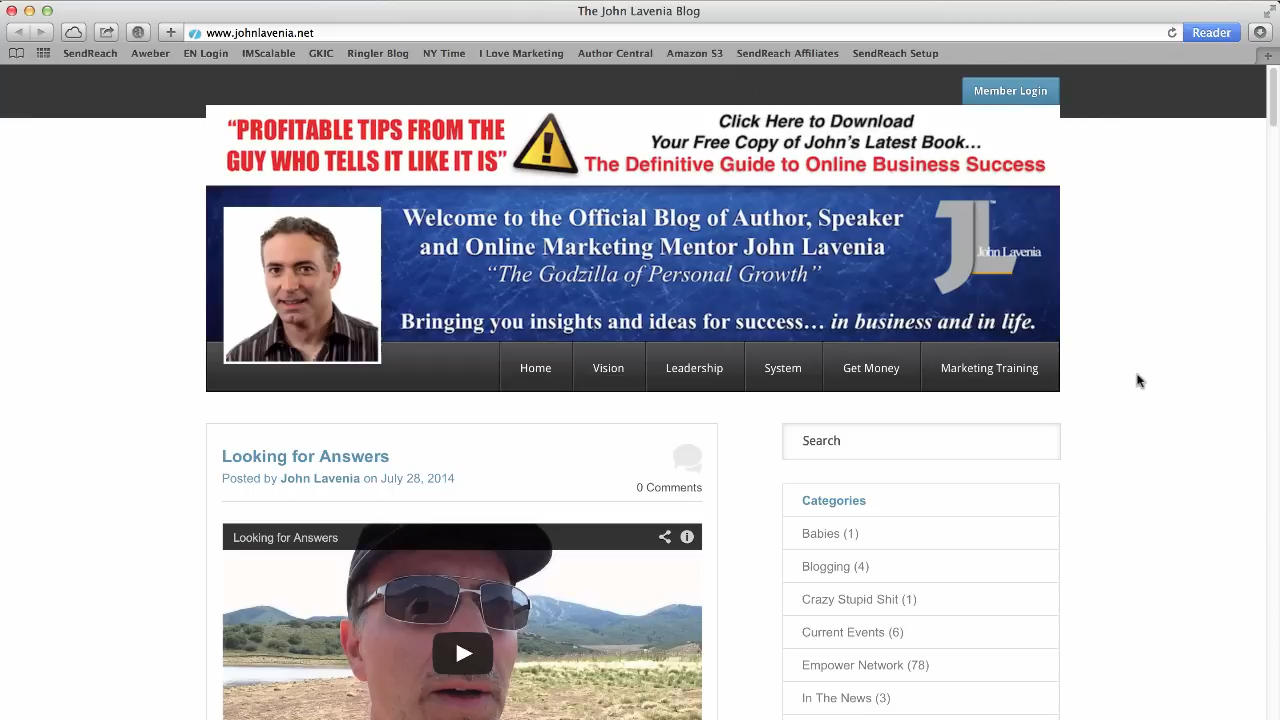 The John Lavenia Blog
www.johnlavenia.net
Reader
SendReach
Aweber
EN Login
IMScalable
GKIC
Ringler Blog
NY Time
I Love Marketing
Author Central
Amazon S3
SendReach Affiliates
SendReach Setup
Member Login
“PROFITABLE TIPS FROM THE
GUY WHO TELLS IT LIKE IT IS”
Click Here to Download
Your Free Copy of John’s Latest Book…
The Definitive Guide to Online Business Success
Welcome to the Official Blog of Author, Speaker
and Online Marketing Mentor John Lavenia
“The Godzilla of Personal Growth”
Bringing you insights and ideas for success… in business and in life.
JL™
John Lavenia
Home
Vision
Leadership
System
Get Money
Marketing Training
Looking for Answers
Posted by John Lavenia on July 28, 2014
0 Comments
Looking for Answers
Search
Categories
Babies (1)
Blogging (4)
Crazy Stupid Shit (1)
Current Events (6)
Empower Network (78)
In The News (3)